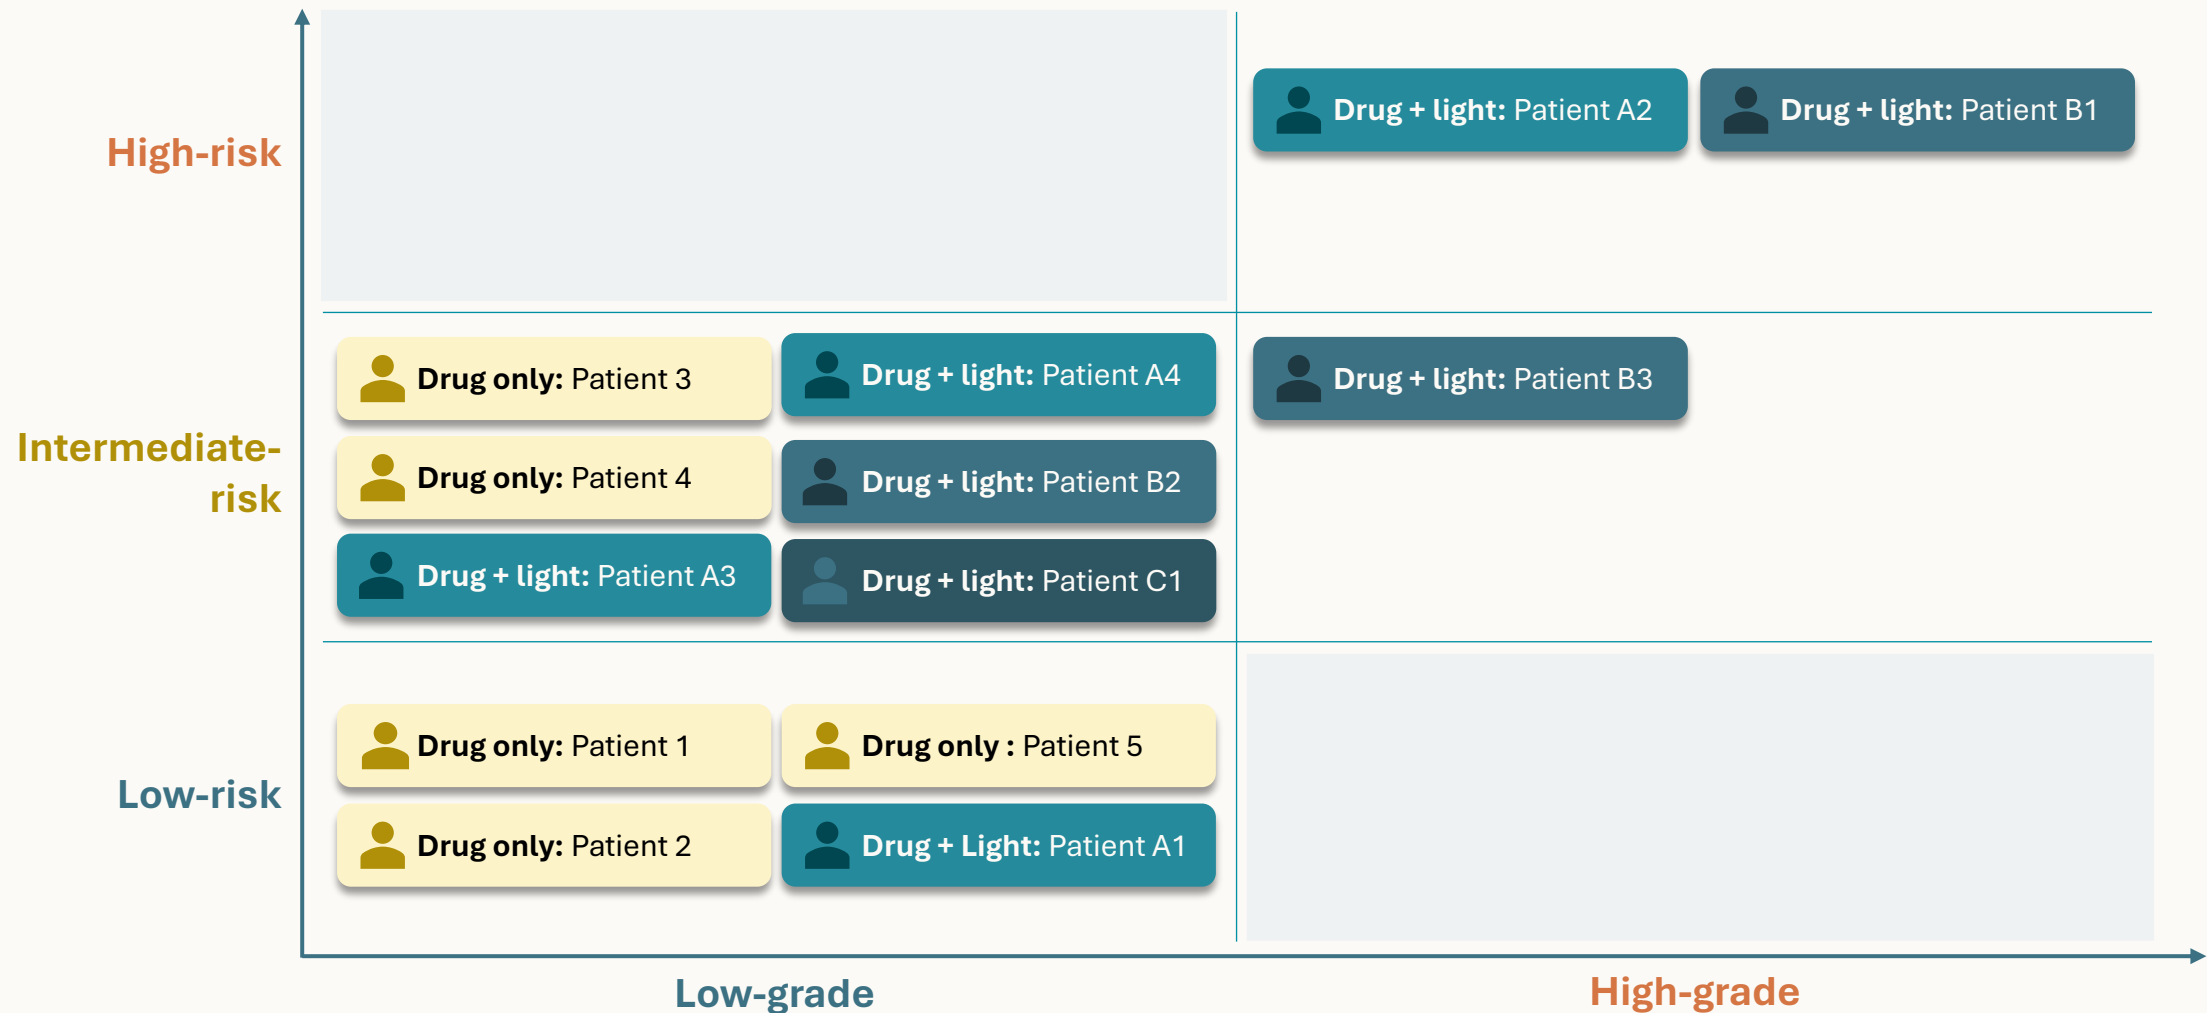 High-risk
Drug + light: Patient A2
Drug + light: Patient B1
Intermediate-
risk
Drug only: Patient 3
Drug + light: Patient A4
Drug + light: Patient B3
Drug only: Patient 4
Drug + light: Patient B2
Drug + light: Patient A3
Drug + light: Patient C1
Low-risk
Drug only: Patient 1
Drug only : Patient 5
Drug only: Patient 2
Drug + Light: Patient A1
Low-grade
High-grade